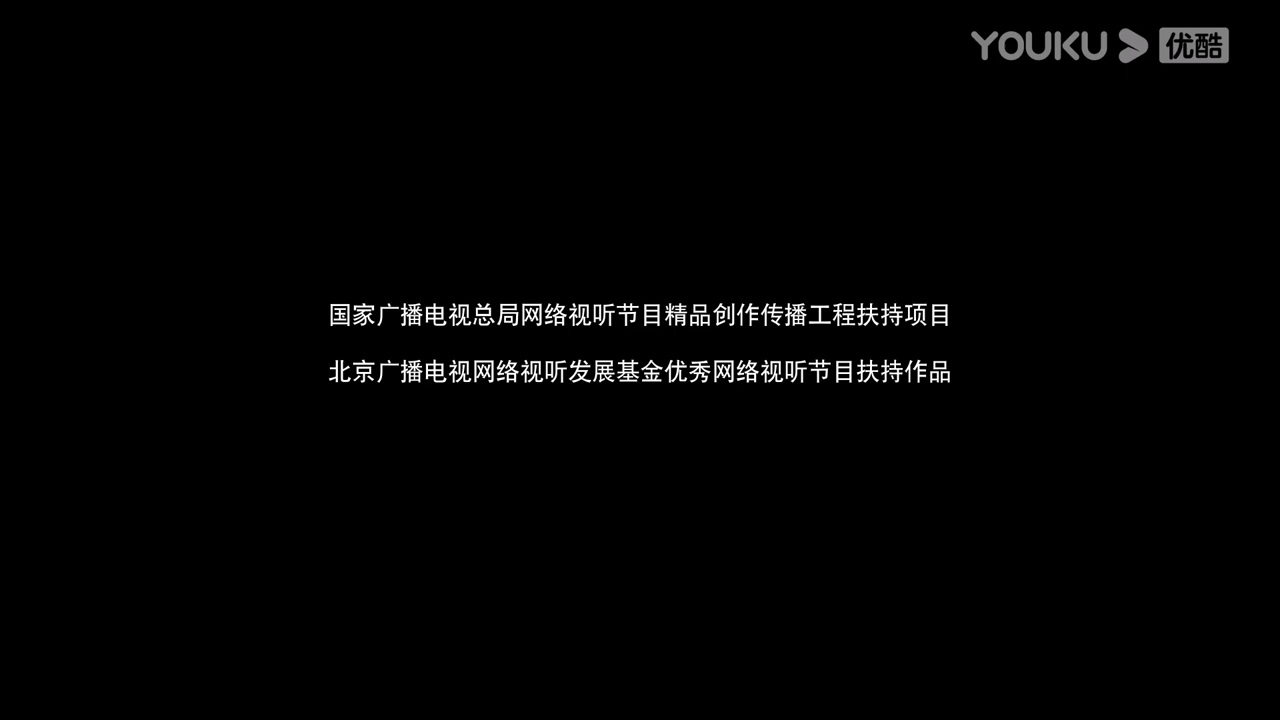 YOUKU 优酷
国家广播电视总局网络视听节目精品创作传播工程扶持项目
北京广播电视网络视听发展基金优秀网络视听节目扶持作品